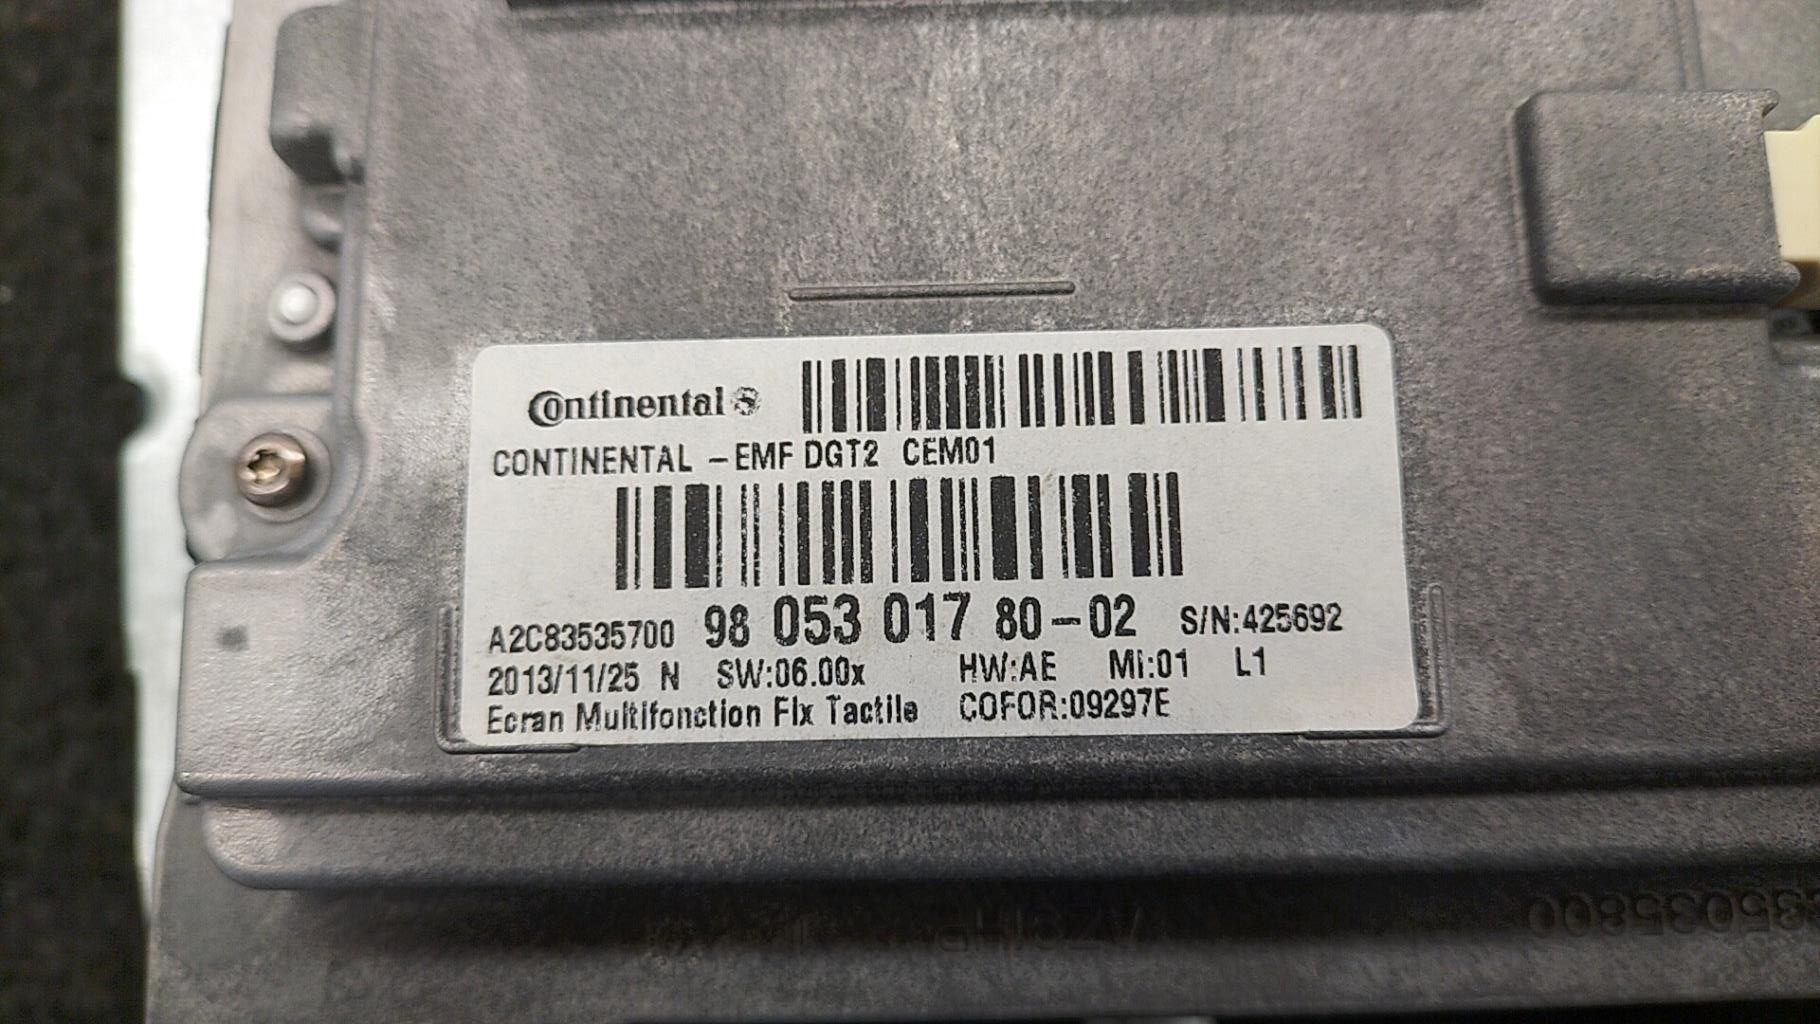 Continental
CONTINENTAL -EMF DGT2 CEM01
A2C83535700 98 053 017 80-02 S/N:425692
2013/11/25 N SW:06.00x HW:AE MI:01 L1
Ecran Multifonction Fix Tactile COFOR:09297E